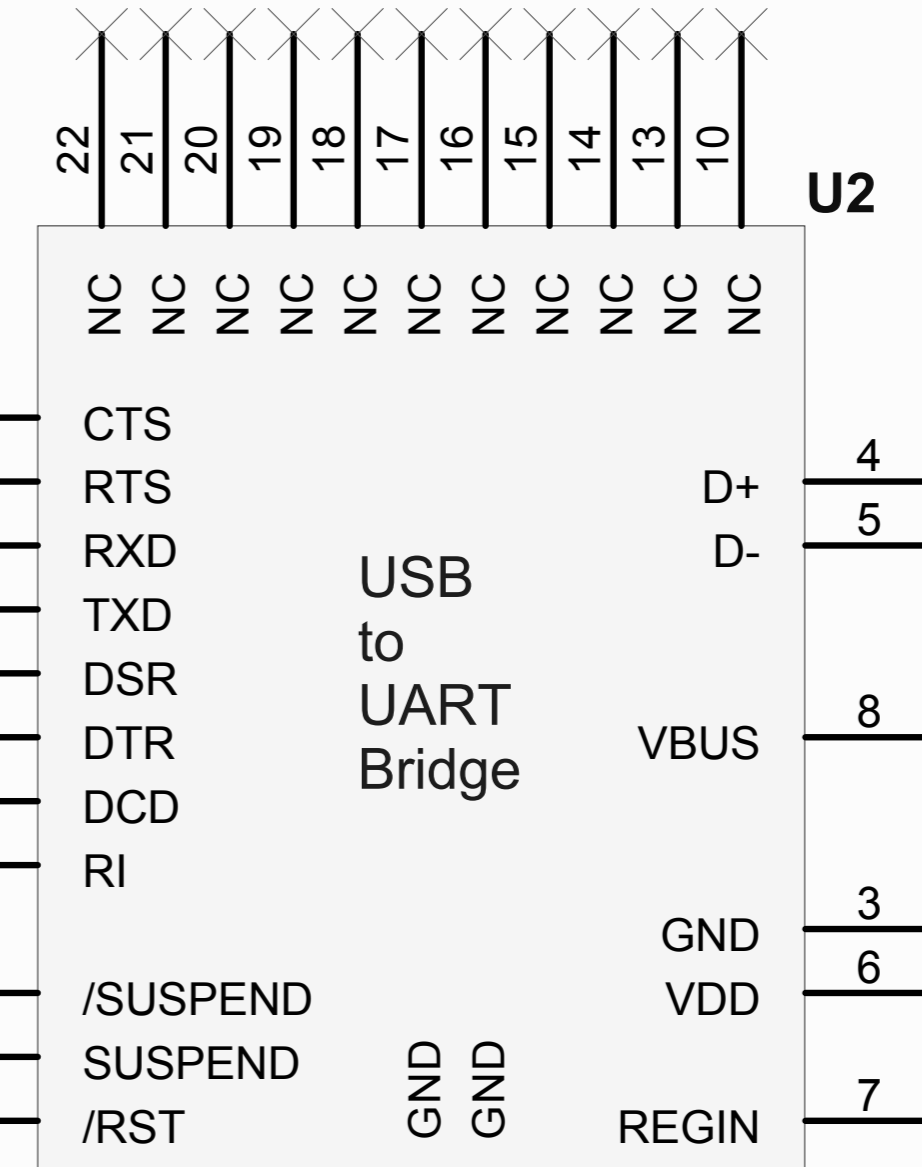 22 21 20 19 18 17 16 15 14 13 10
U2
NC NC NC NC NC NC NC NC NC NC NC
CTS
4
RTS D+
5
RXD D-
USB
to
UART
Bridge
TXD
DSR
8
DTR VBUS
DCD
RI
3
GND
6
/SUSPEND VDD
SUSPEND GND GND
7
/RST REGIN